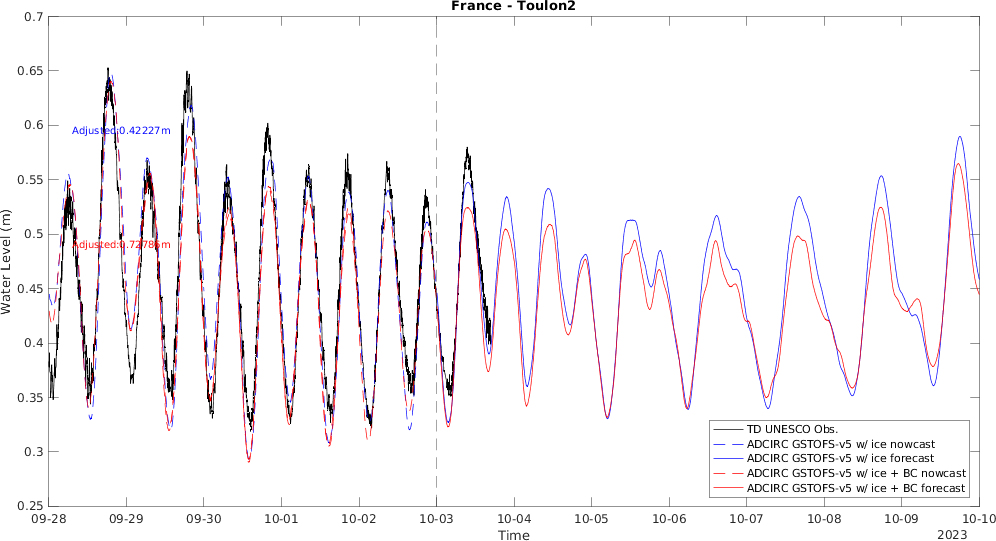 France - Toulon2
0.7
0.65
0.6
0.55
0.5
0.45
0.4
0.35
0.3
0.25
Water Level (m)
Adjusted:0.42227m
Adjusted:0.72785m
TD UNESCO Obs.
ADCIRC GSTOFS-v5 w/ ice nowcast
ADCIRC GSTOFS-v5 w/ ice forecast
ADCIRC GSTOFS-v5 w/ ice + BC nowcast
ADCIRC GSTOFS-v5 w/ ice + BC forecast
09-28 09-29 09-30 10-01 10-02 10-03 10-04 10-05 10-06 10-07 10-08 10-09 10-10
Time
2023